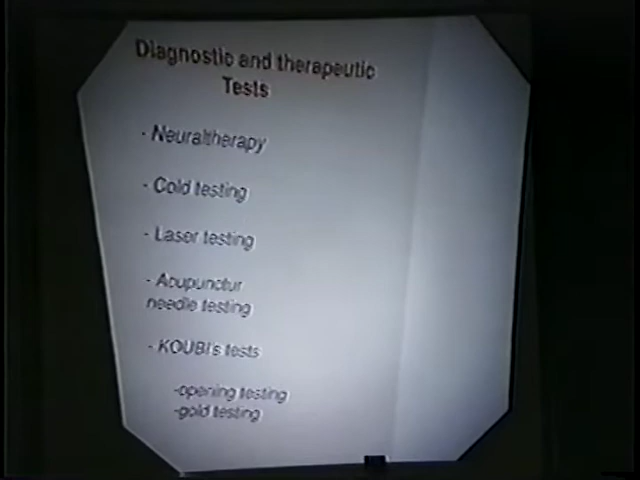 Diagnostic and therapeutic
Tests
- Neuraltherapy
- Cold testing
- Laser testing
- Acupunctur
needle testing
- KOUBI's tests
-opening testing
-gold testing